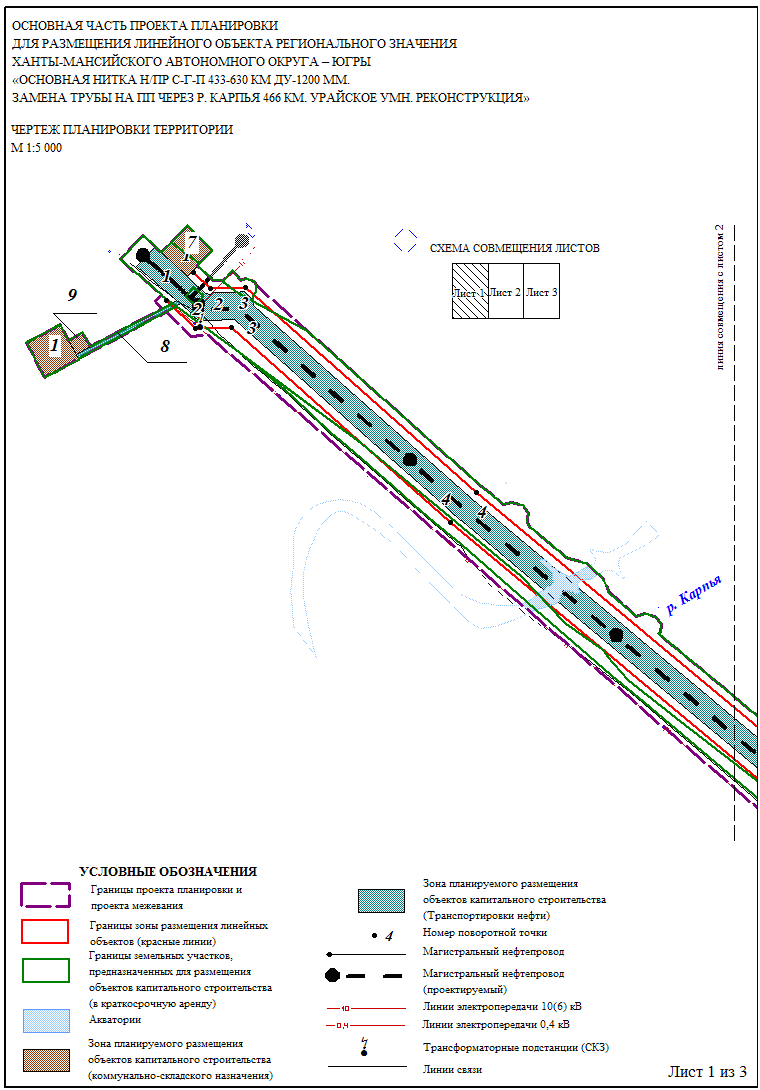 ОСНОВНАЯ ЧАСТЬ ПРОЕКТА ПЛАНИРОВКИ
ДЛЯ РАЗМЕЩЕНИЯ ЛИНЕЙНОГО ОБЪЕКТА РЕГИОНАЛЬНОГО ЗНАЧЕНИЯ
ХАНТЫ-МАНСИЙСКОГО АВТОНОМНОГО ОКРУГА – ЮГРЫ
«ОСНОВНАЯ НИТКА Н/ПР С-Г-П 433-630 КМ ДУ-1200 ММ.
ЗАМЕНА ТРУБЫ НА ПП ЧЕРЕЗ Р. КАРПЬЯ 466 КМ. УРАЙСКОЕ УМН. РЕКОНСТРУКЦИЯ»
ЧЕРТЕЖ ПЛАНИРОВКИ ТЕРРИТОРИИ
М 1:5 000
линия совмещения с листом 2
СХЕМА СОВМЕЩЕНИЯ ЛИСТОВ
Лист 1
Лист 2
Лист 3
7
1
1
9
2
2
3
3
1
8
4
4
р. Карпья
УСЛОВНЫЕ ОБОЗНАЧЕНИЯ
Границы проекта планировки и
проекта межевания
Границы зоны размещения линейных
объектов (красные линии)
Границы земельных участков,
предназначенных для размещения
объектов капитального строительства
(в краткосрочную аренду)
Акватории
Зона планируемого размещения
объектов капитального строительства
(коммунально-складского назначения)
Зона планируемого размещения
объектов капитального строительства
(Транспортировки нефти)
4
Номер поворотной точки
Магистральный нефтепровод
Магистральный нефтепровод
(проектируемый)
10
Линии электропередачи 10(6) кВ
0,4
Линии электропередачи 0,4 кВ
Трансформаторные подстанции (СКЗ)
Линии связи
Лист 1 из 3